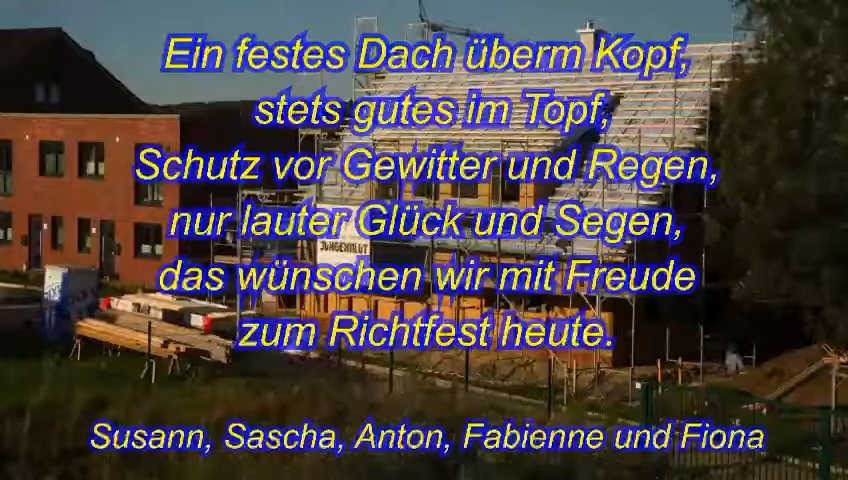 Ein festes Dach überm Kopf,
stets gutes im Topf,
Schutz vor Gewitter und Regen,
nur lauter Glück und Segen,
das wünschen wir mit Freude
zum Richtfest heute.
Susann, Sascha, Anton, Fabienne und Fiona